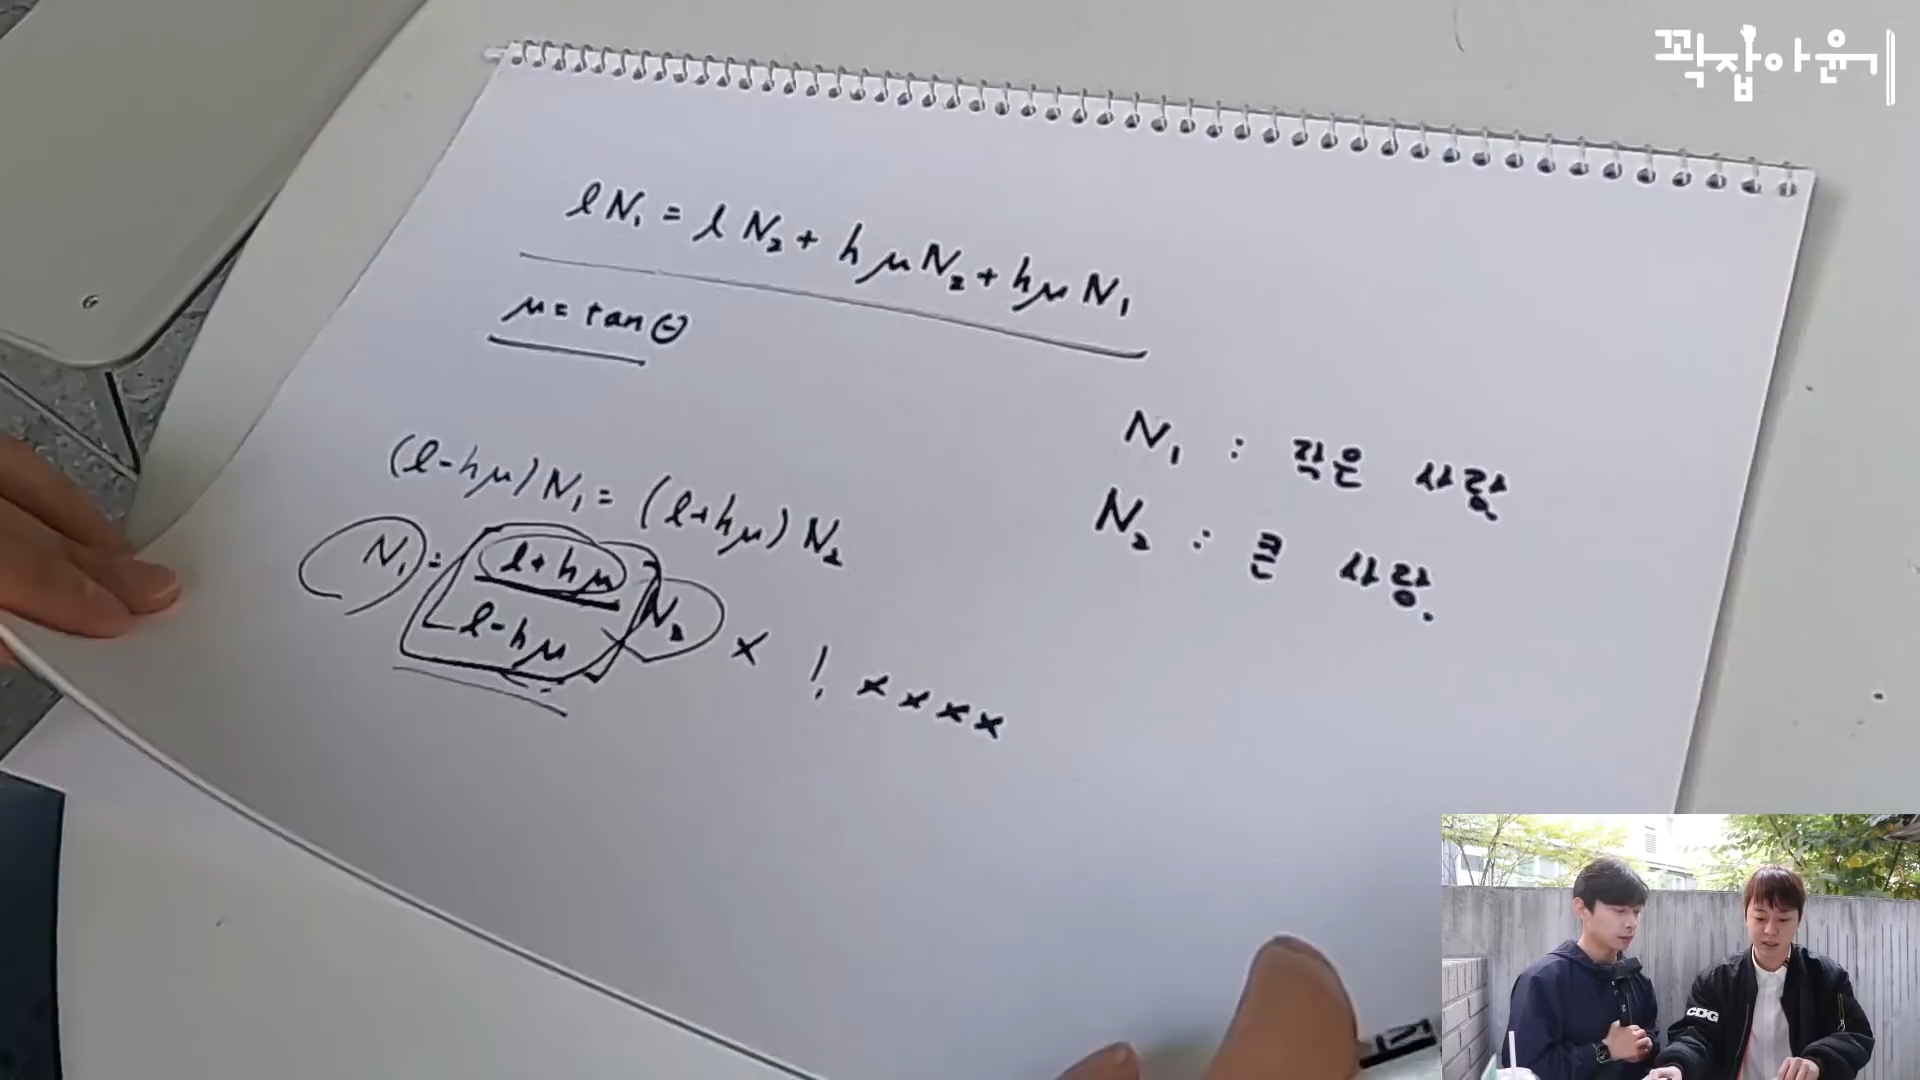 꽉잡아윤기
lN₁ = lN₂ + hμN₂ + hμN₁
μ = tanθ
(l-hμ)N₁ = (l+hμ)N₂
N₁ = l+hμ / l-hμ N₂ × ! ××××
N₁ : 작은 사람
N₂ : 큰 사람.
CDG